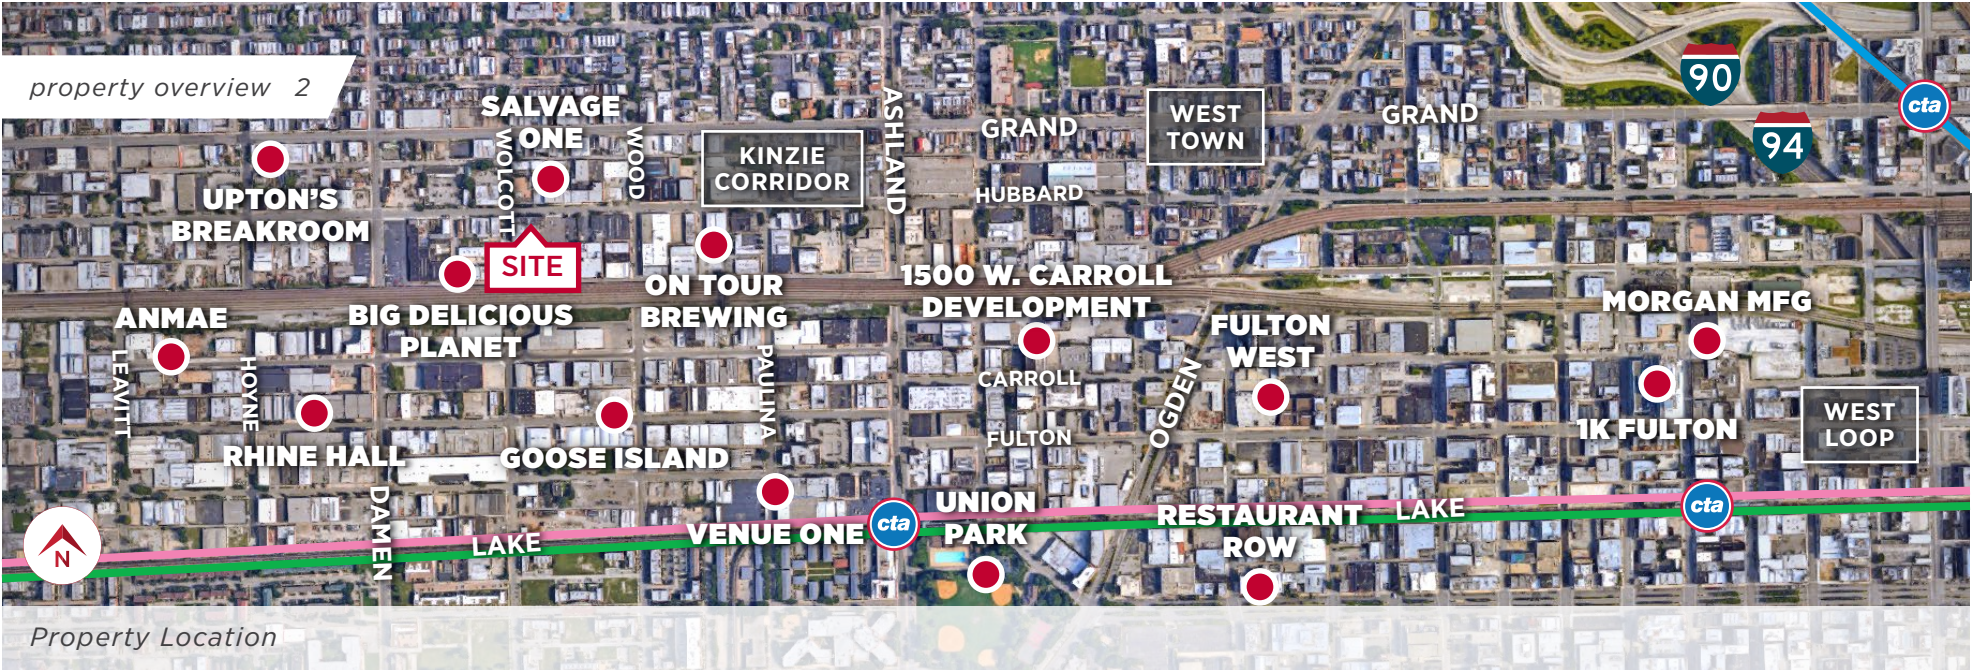 property overview 2
SALVAGE
ONE
WOLCOTT
WOOD
ASHLAND
KINZIE
CORRIDOR
GRAND
WEST
TOWN
GRAND
90
94
cta
HUBBARD
UPTON'S
BREAKROOM
SITE
ON TOUR
BREWING
1500 W. CARROLL
DEVELOPMENT
ANMAE
BIG DELICIOUS
PLANET
FULTON
WEST
MORGAN MFG
LEAVITT
HOYNE
PAULINA
CARROLL
OGDEN
FULTON
1K FULTON
WEST
LOOP
RHINE HALL
GOOSE ISLAND
DAMEN
VENUE ONE
cta
UNION
PARK
RESTAURANT
ROW
LAKE
cta
LAKE
N
Property Location